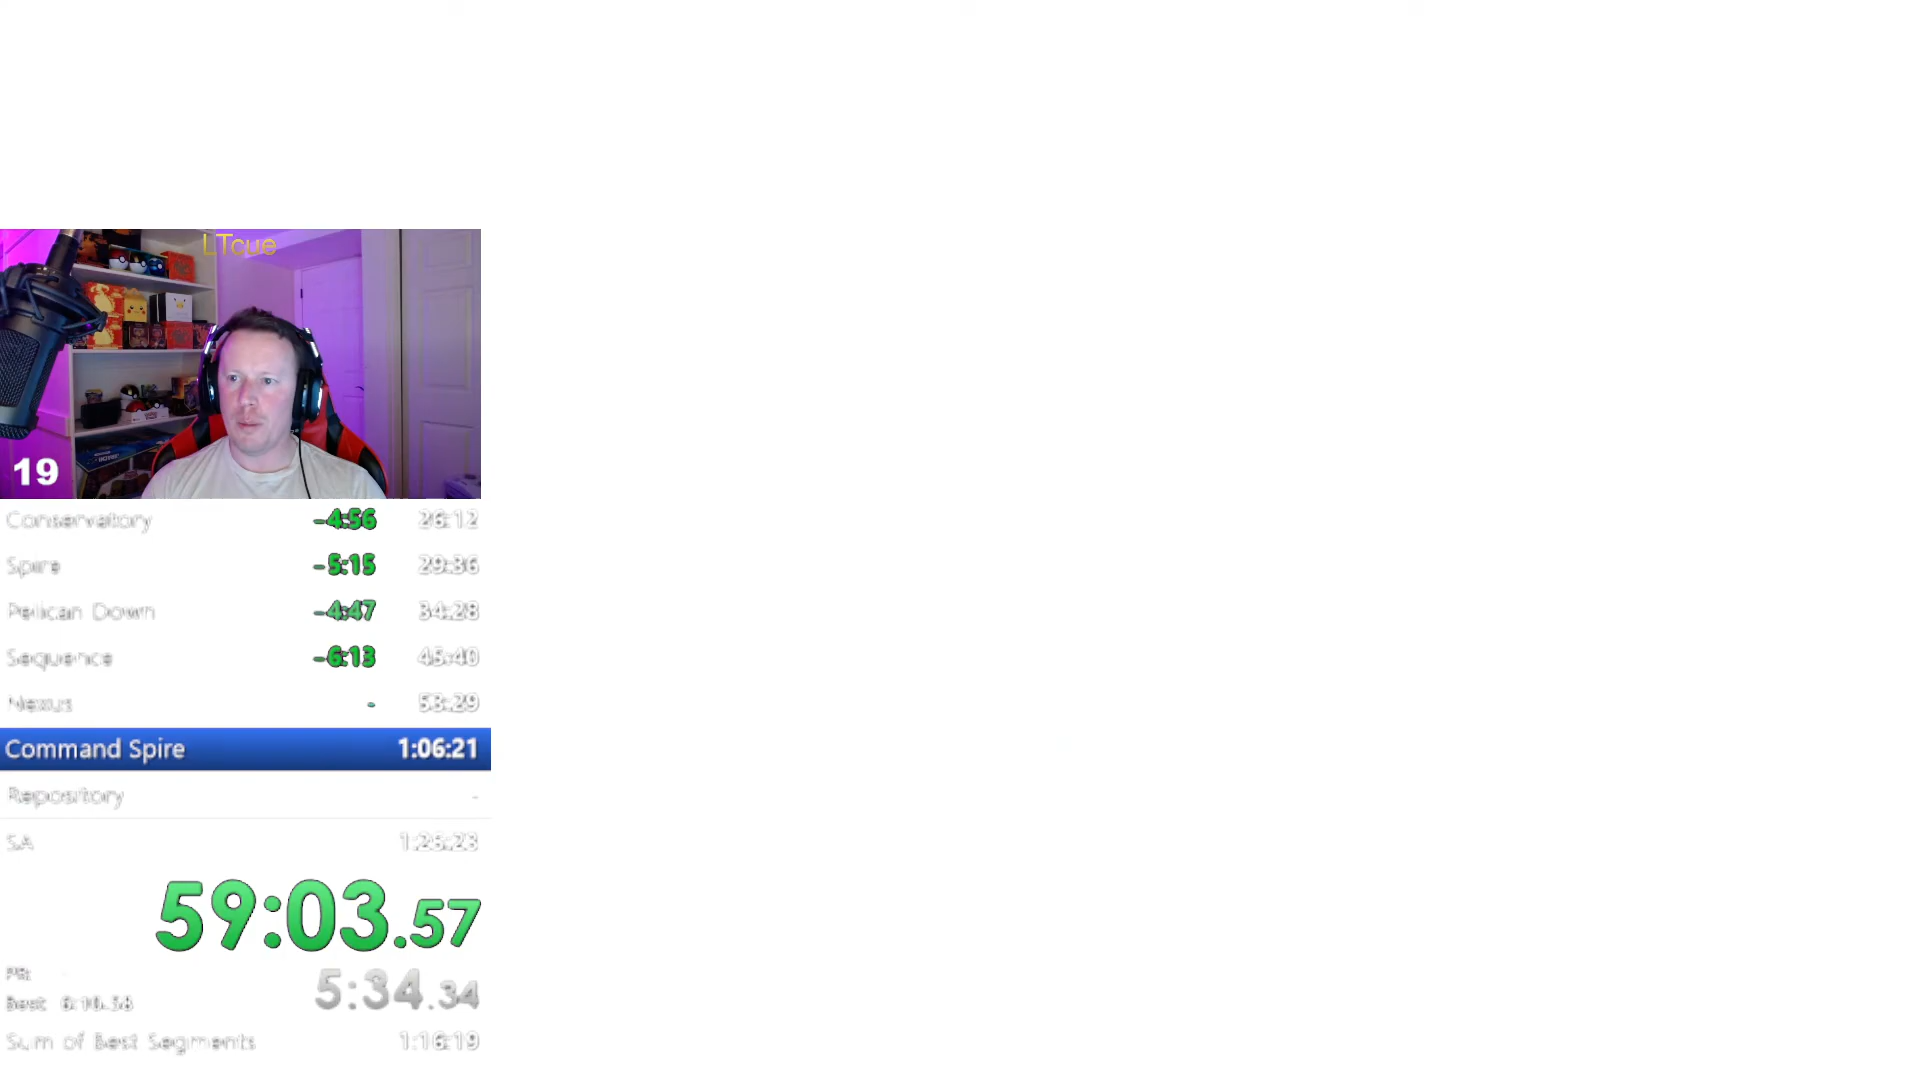 LTcue
19
Conservatory -4:56 26:12
Spire -5:15 29:36
Pelican Down -4:47 34:28
Sequence -6:13 45:40
Nexus - 53:29
Command Spire 1:06:21
Repository -
SA 1:25:23
59:03.57
PB: -
5:34.34
Best:
Sum of Best Segments 1:16:19